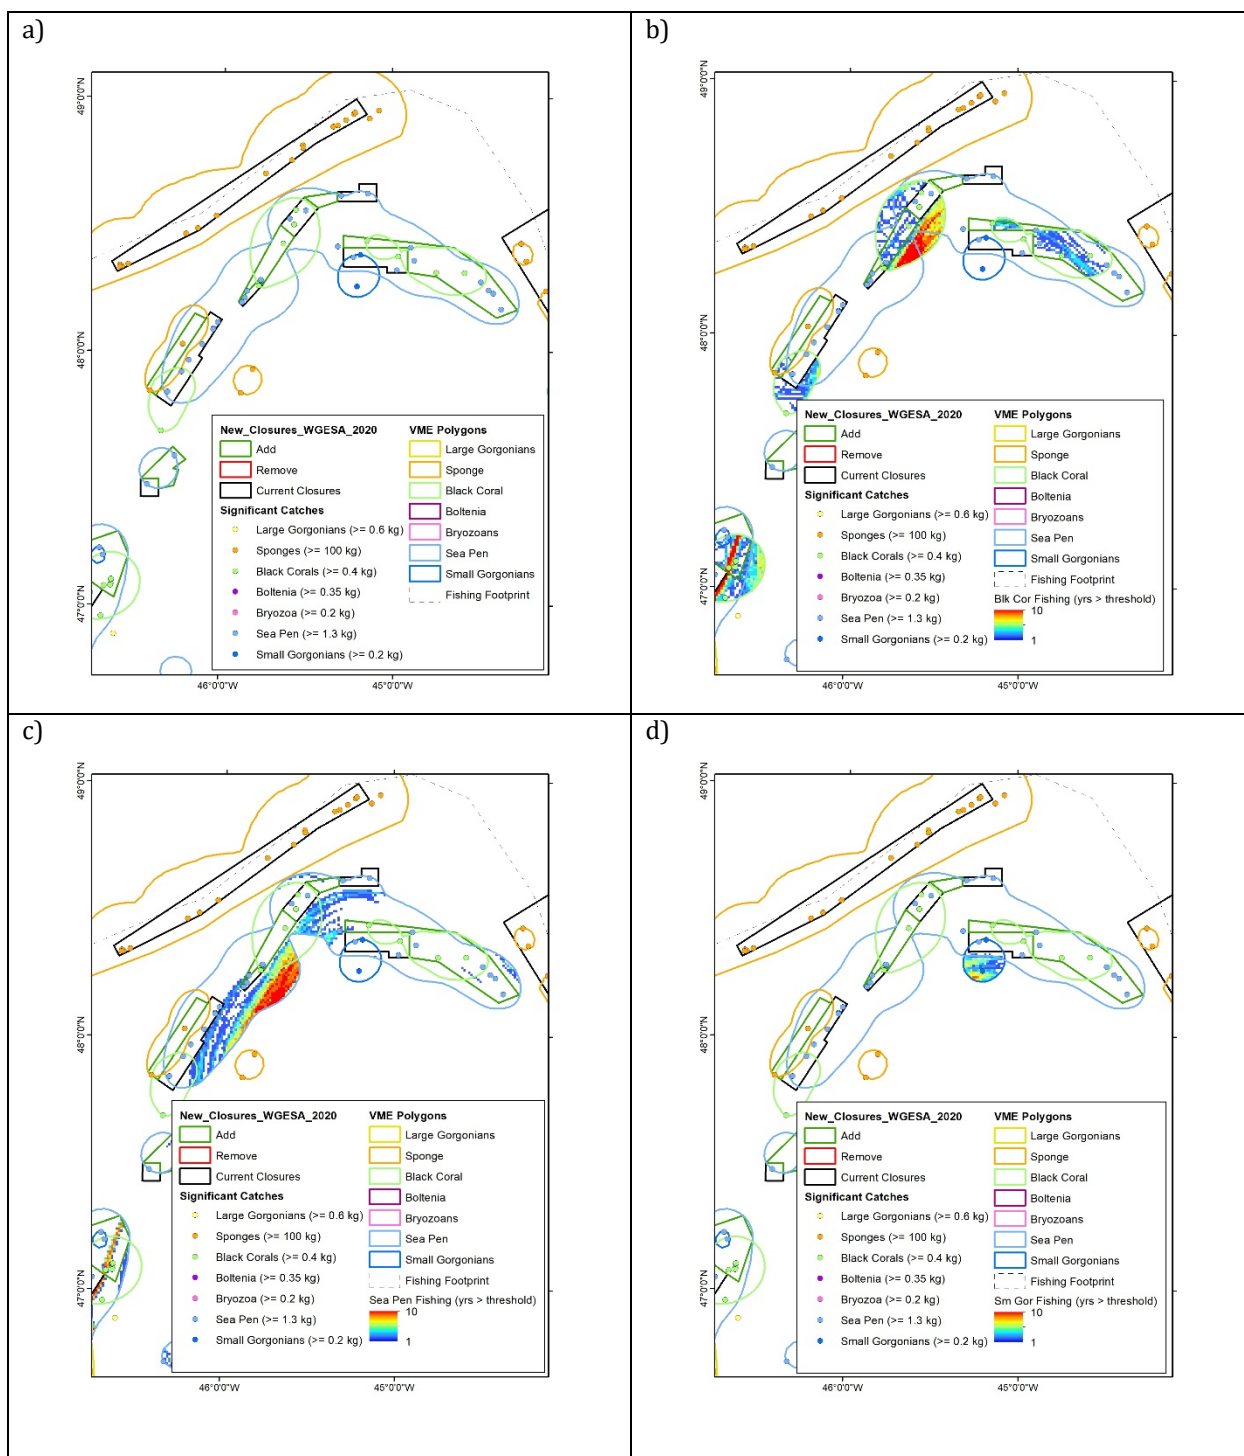 a)
49°0'0"N
48°0'0"N
47°0'0"N
New_Closures_WGESA_2020
Add
Remove
Current Closures
Significant Catches
Large Gorgonians (>= 0.6 kg)
Sponges (>= 100 kg)
Black Corals (>= 0.4 kg)
Boltenia (>= 0.35 kg)
Bryozoa (>= 0.2 kg)
Sea Pen (>= 1.3 kg)
Small Gorgonians (>= 0.2 kg)
VME Polygons
Large Gorgonians
Sponge
Black Coral
Boltenia
Bryozoans
Sea Pen
Small Gorgonians
Fishing Footprint
46°0'0"W
45°0'0"W
b)
49°0'0"N
48°0'0"N
47°0'0"N
New_Closures_WGESA_2020
Add
Remove
Current Closures
Significant Catches
Large Gorgonians (>= 0.6 kg)
Sponges (>= 100 kg)
Black Corals (>= 0.4 kg)
Boltenia (>= 0.35 kg)
Bryozoa (>= 0.2 kg)
Sea Pen (>= 1.3 kg)
Small Gorgonians (>= 0.2 kg)
VME Polygons
Large Gorgonians
Sponge
Black Coral
Boltenia
Bryozoans
Sea Pen
Small Gorgonians
Fishing Footprint
Blk Cor Fishing (yrs > threshold)
10
1
46°0'0"W
45°0'0"W
c)
49°0'0"N
48°0'0"N
47°0'0"N
New_Closures_WGESA_2020
Add
Remove
Current Closures
Significant Catches
Large Gorgonians (>= 0.6 kg)
Sponges (>= 100 kg)
Black Corals (>= 0.4 kg)
Boltenia (>= 0.35 kg)
Bryozoa (>= 0.2 kg)
Sea Pen (>= 1.3 kg)
Small Gorgonians (>= 0.2 kg)
VME Polygons
Large Gorgonians
Sponge
Black Coral
Boltenia
Bryozoans
Sea Pen
Small Gorgonians
Fishing Footprint
Sea Pen Fishing (yrs > threshold)
10
1
46°0'0"W
45°0'0"W
d)
49°0'0"N
48°0'0"N
47°0'0"N
New_Closures_WGESA_2020
Add
Remove
Current Closures
Significant Catches
Large Gorgonians (>= 0.6 kg)
Sponges (>= 100 kg)
Black Corals (>= 0.4 kg)
Boltenia (>= 0.35 kg)
Bryozoa (>= 0.2 kg)
Sea Pen (>= 1.3 kg)
Small Gorgonians (>= 0.2 kg)
VME Polygons
Large Gorgonians
Sponge
Black Coral
Boltenia
Bryozoans
Sea Pen
Small Gorgonians
Fishing Footprint
Sm Gor Fishing (yrs > threshold)
10
1
46°0'0"W
45°0'0"W